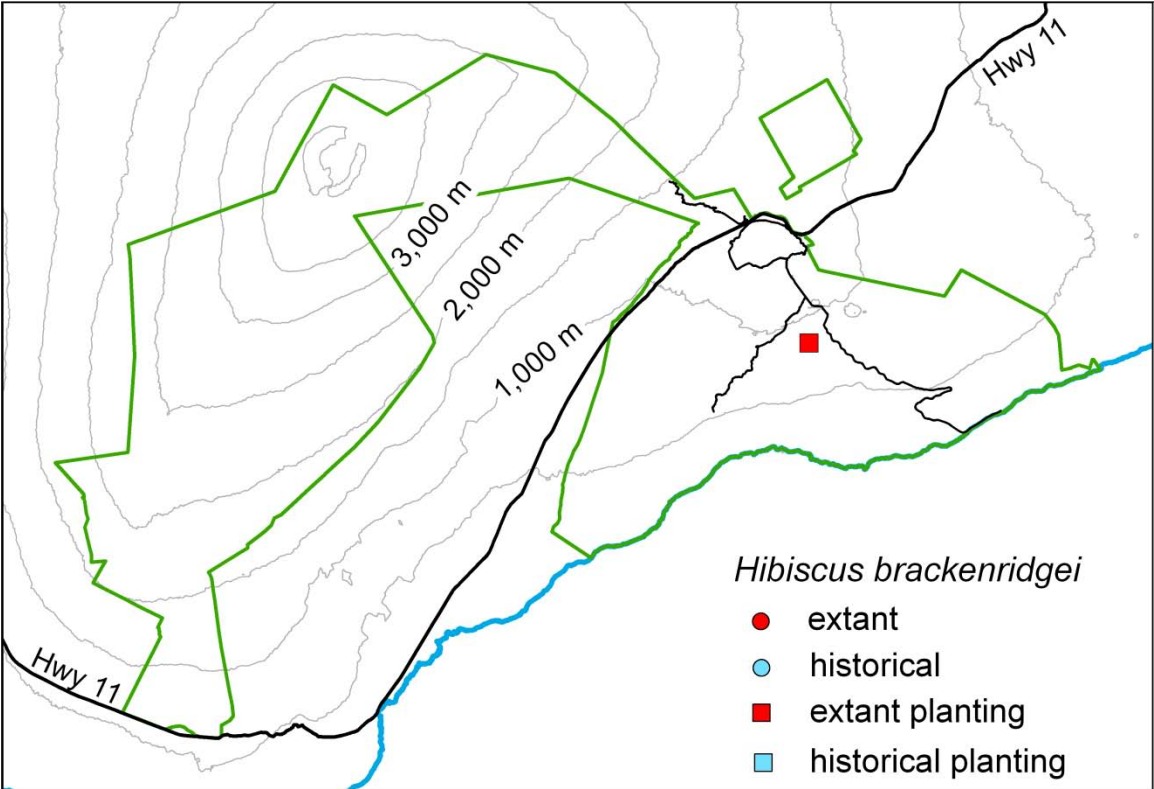 Hwy 11
3,000 m
2,000 m
1,000 m
Hwy 11
Hibiscus brackenridgei
extant
historical
extant planting
historical planting